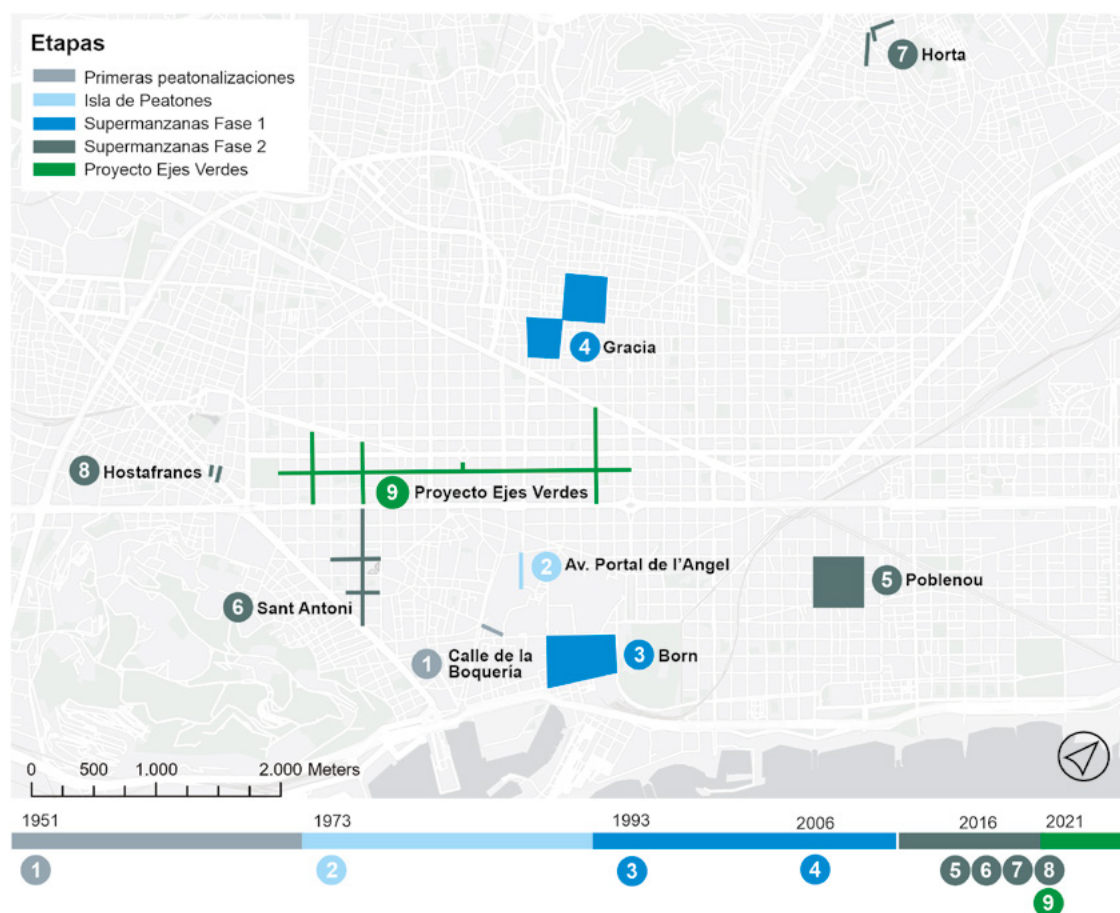 Etapas
Primeras peatonalizaciones
Isla de Peatones
Supermanzanas Fase 1
Supermanzanas Fase 2
Proyecto Ejes Verdes
7 Horta
4 Gracia
8 Hostafrancs
9 Proyecto Ejes Verdes
2 Av. Portal de l'Angel
5 Poblenou
6 Sant Antoni
1 Calle de la
Boquería
3 Born
0 500 1.000 2.000 Meters
1951 1973 1993 2006 2016 2021
1 2 3 4 5 6 7 8
9